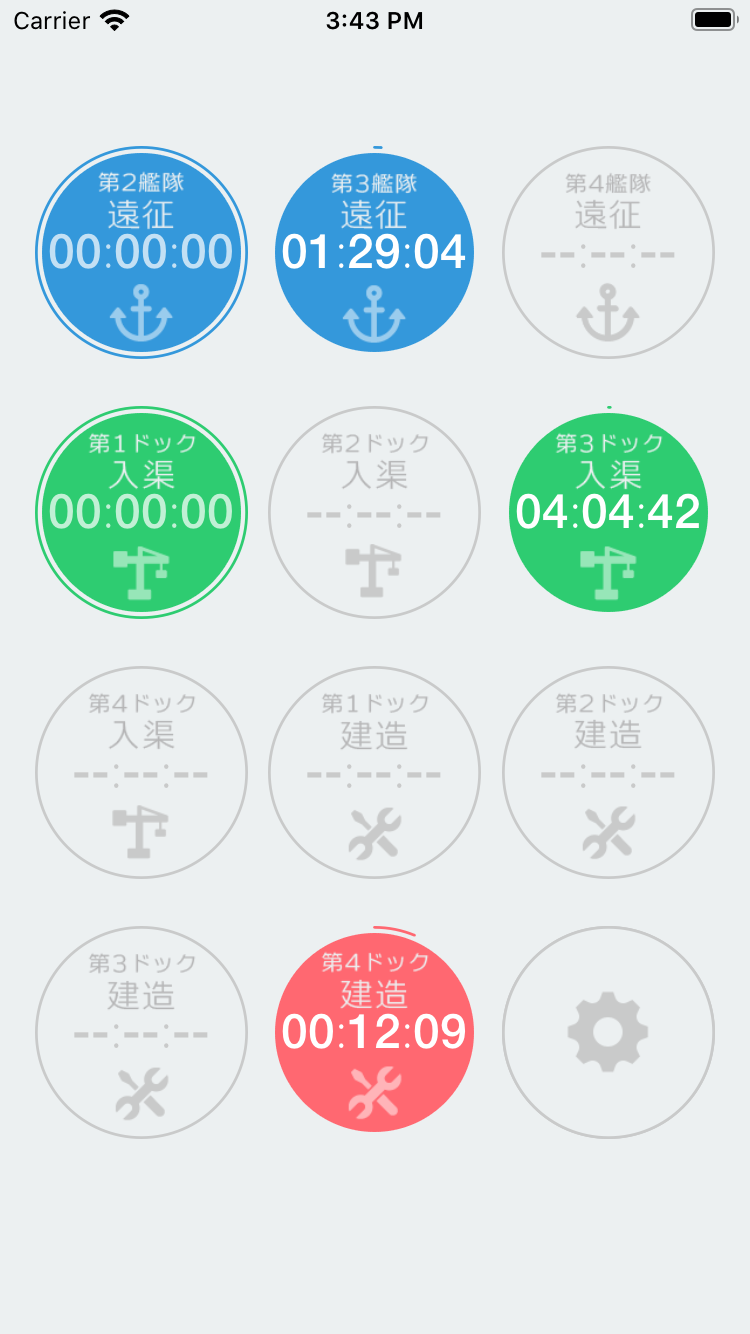 Carrier
3:43 PM
第2艦隊
遠征
00:00:00
第3艦隊
遠征
01:29:04
第4艦隊
遠征
--:--:--
第1ドック
入渠
00:00:00
第2ドック
入渠
--:--:--
第3ドック
入渠
04:04:42
第4ドック
入渠
--:--:--
第1ドック
建造
--:--:--
第2ドック
建造
--:--:--
第3ドック
建造
--:--:--
第4ドック
建造
00:12:09